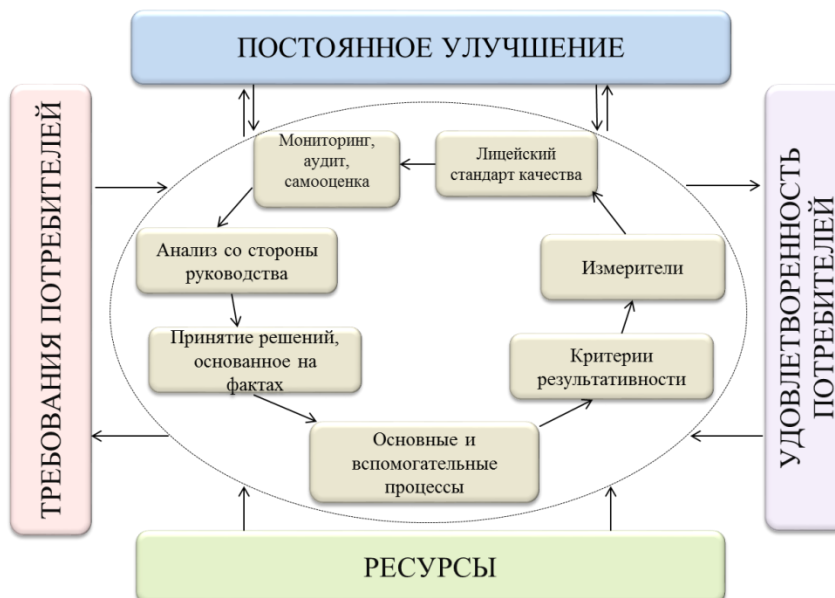 ПОСТОЯННОЕ УЛУЧШЕНИЕ
ТРЕБОВАНИЯ ПОТРЕБИТЕЛЕЙ
Мониторинг,
аудит,
самооценка
Лицейский
стандарт качества
Анализ со стороны
руководства
Измерители
Принятие решений,
основанное на
фактах
Критерии
результативности
Основные и
вспомогательные
процессы
УДОВЛЕТВОРЕННОСТЬ
ПОТРЕБИТЕЛЕЙ
РЕСУРСЫ